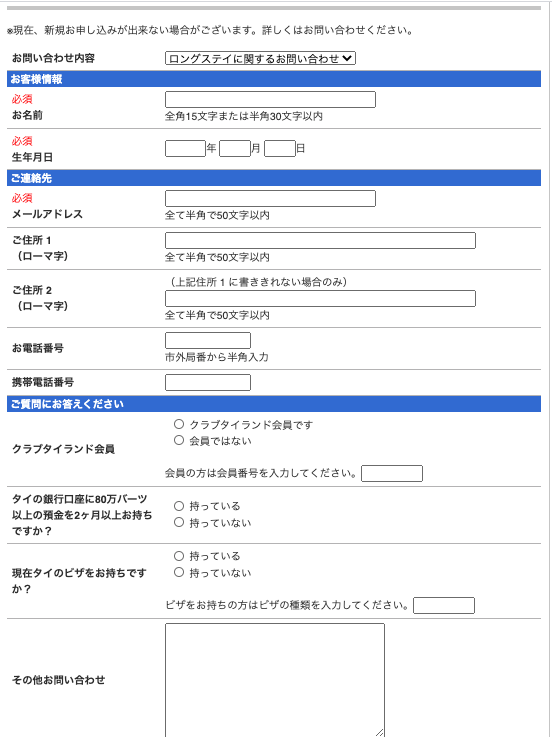 ※現在、新規お申し込みが出来ない場合がございます。詳しくはお問い合わせください。
お問い合わせ内容
ロングステイに関するお問い合わせ
お客様情報
必須
お名前
全角15文字または半角30文字以内
必須
生年月日
年 月 日
ご連絡先
必須
メールアドレス
全て半角で50文字以内
ご住所 1
（ローマ字）
全て半角で50文字以内
ご住所 2
（ローマ字）
（上記住所 1 に書ききれない場合のみ）
全て半角で50文字以内
お電話番号
市外局番から半角入力
携帯電話番号
ご質問にお答えください
クラブタイランド会員
クラブタイランド会員です
会員ではない
会員の方は会員番号を入力してください。
タイの銀行口座に80万バーツ
以上の預金を2ヶ月以上お持ち
ですか？
持っている
持っていない
現在タイのビザをお持ちです
か？
持っている
持っていない
ビザをお持ちの方はビザの種類を入力してください。
その他お問い合わせ